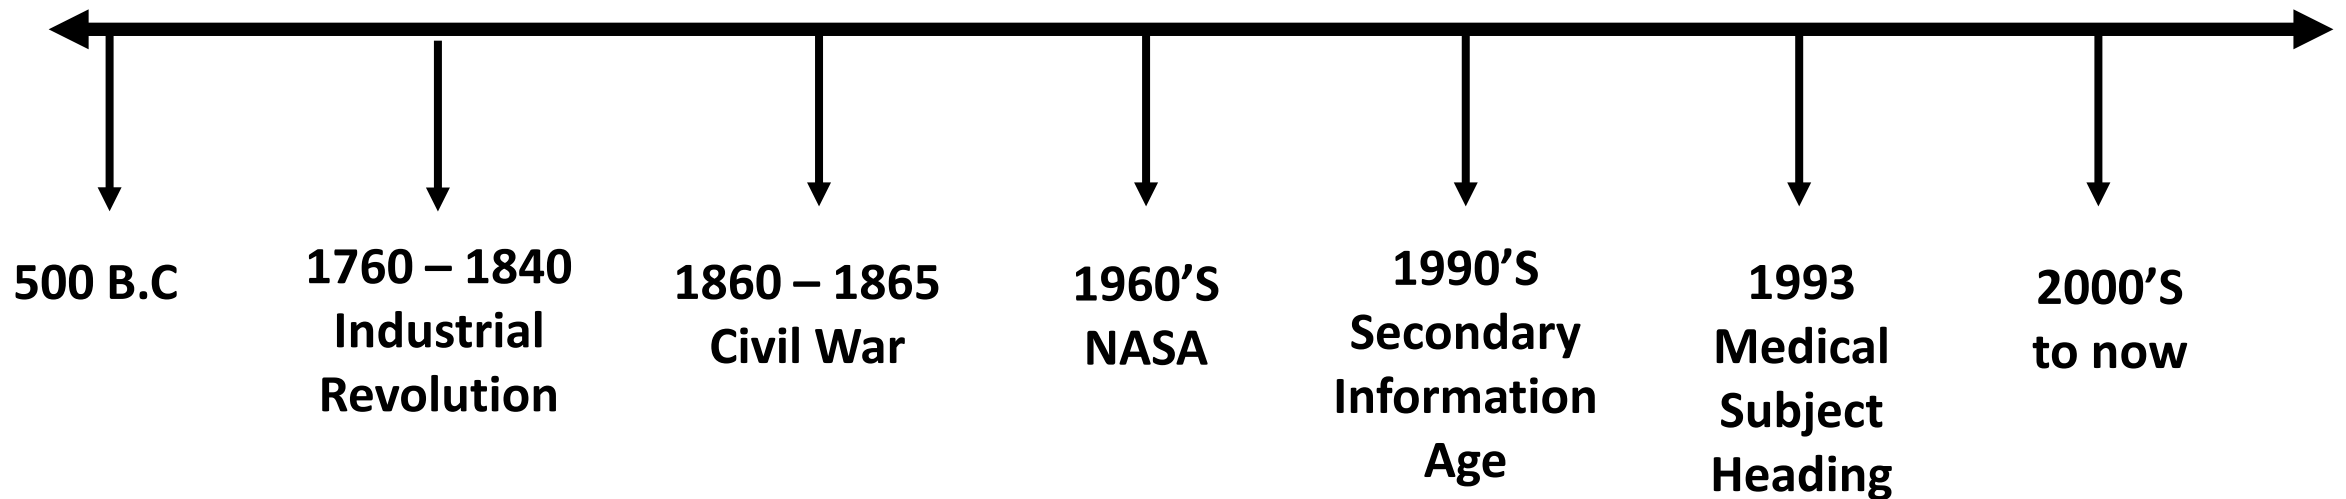 500 B.C
1760 – 1840
Industrial
Revolution
1860 – 1865
Civil War
1960’S
NASA
1990’S
Secondary
Information
Age
1993
Medical
Subject
Heading
2000’S
to now